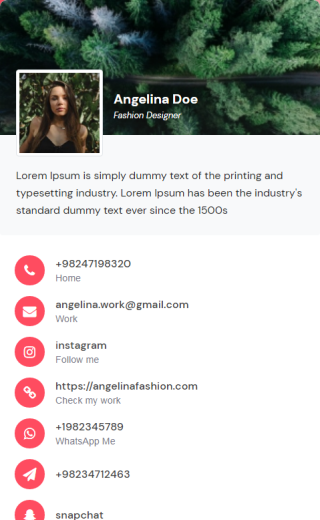 Angelina Doe
Fashion Designer
Lorem Ipsum is simply dummy text of the printing and
typesetting industry. Lorem Ipsum has been the industry's
standard dummy text ever since the 1500s
+98247198320
Home
angelina.work@gmail.com
Work
instagram
Follow me
https://angelinafashion.com
Check my work
+1982345789
WhatsApp Me
+98234712463
snapchat